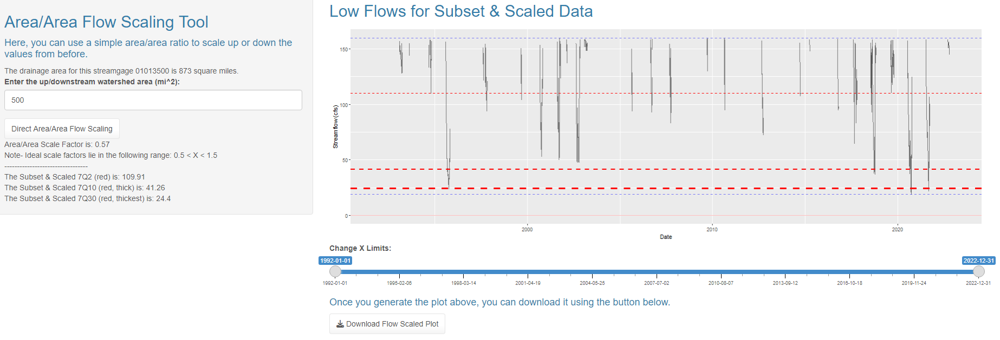 Area/Area Flow Scaling Tool
Here, you can use a simple area/area ratio to scale up or down the
values from before.
The drainage area for this streamgage 01013500 is 873 square miles.
Enter the up/downstream watershed area (mi^2):
500
Direct Area/Area Flow Scaling
Area/Area Scale Factor is: 0.57
Note- Ideal scale factors lie in the following range: 0.5 < X < 1.5
----------------------------------
The Subset & Scaled 7Q2 (red) is: 109.91
The Subset & Scaled 7Q10 (red, thick) is: 41.26
The Subset & Scaled 7Q30 (red, thickest) is: 24.4
Low Flows for Subset & Scaled Data
Streamflow (cfs)
150
100
50
0
2000 2010 2020
Date
Change X Limits:
1992-01-01 2022-12-31
1992-01-01 1995-02-06 1998-03-14 2001-04-19 2004-05-25 2007-07-02 2010-08-07 2013-09-12 2016-10-18 2019-11-24 2022-12-31
Once you generate the plot above, you can download it using the button below.
Download Flow Scaled Plot